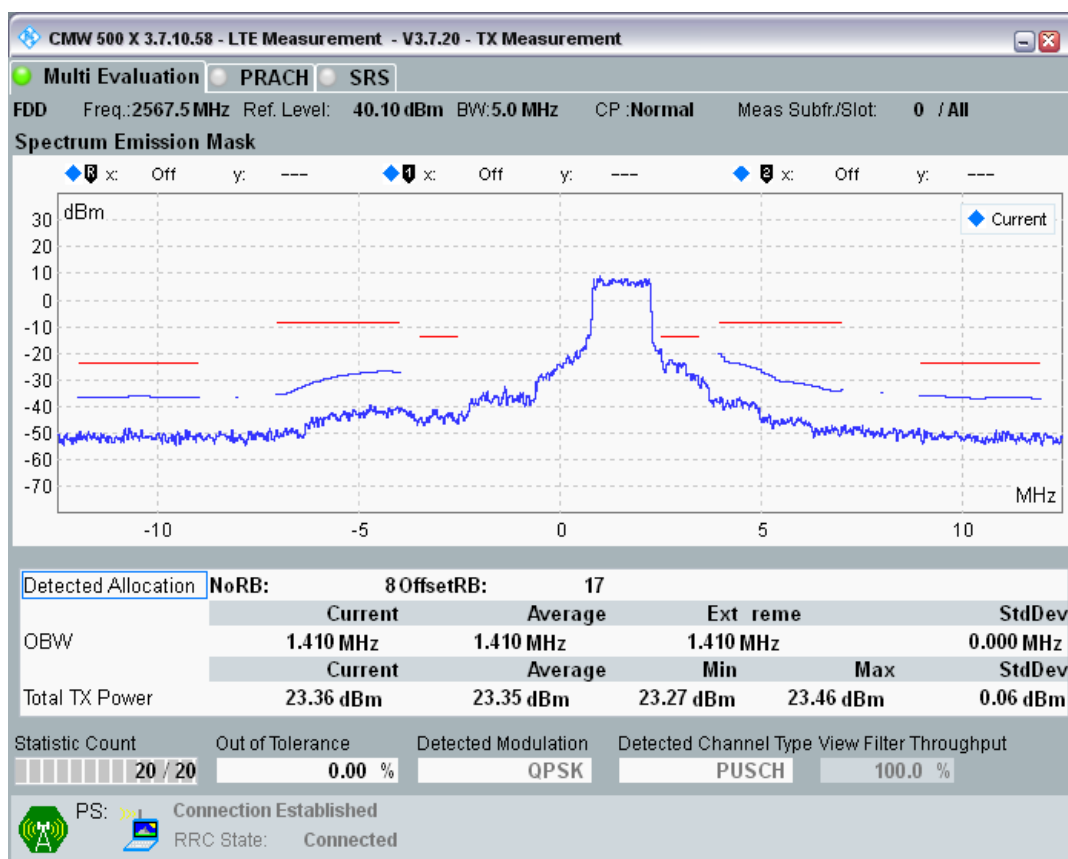 CMW 500 X 3.7.10.58 - LTE Measurement - V3.7.20 - TX Measurement
Multi Evaluation PRACH SRS
FDD Freq.:2567.5 MHz Ref. Level: 40.10 dBm BW:5.0 MHz CP :Normal Meas Subfr./Slot: 0 / All
Spectrum Emission Mask
R x: Off y: --- 1 x: Off y: --- 2 x: Off y: ---
dBm
Current
30
20
10
0
-10
-20
-30
-40
-50
-60
-70
MHz
-10 -5 0 5 10
Detected Allocation NoRB: 8 OffsetRB: 17
Current Average Ext reme StdDev
OBW 1.410 MHz 1.410 MHz 1.410 MHz 0.000 MHz
Current Average Min Max StdDev
Total TX Power 23.36 dBm 23.35 dBm 23.27 dBm 23.46 dBm 0.06 dBm
Statistic Count Out of Tolerance Detected Modulation Detected Channel Type View Filter Throughput
20 / 20 0.00 % QPSK PUSCH 100.0 %
PS: Connection Established
RRC State: Connected